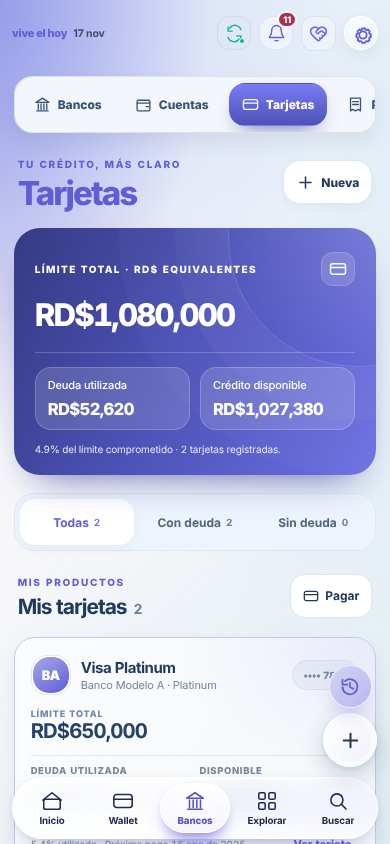 vive el hoy 17 nov
11
Bancos Cuentas Tarjetas
TU CRÉDITO, MÁS CLARO
Tarjetas
Nueva
LÍMITE TOTAL · RD$ EQUIVALENTES
RD$1,080,000
Deuda utilizada
RD$52,620
Crédito disponible
RD$1,027,380
4.9% del límite comprometido · 2 tarjetas registradas.
Todas 2 Con deuda 2 Sin deuda 0
MIS PRODUCTOS
Mis tarjetas 2
Pagar
BA
Visa Platinum
Banco Modelo A · Platinum
LÍMITE TOTAL
RD$650,000
DEUDA UTILIZADA DISPONIBLE
Inicio Wallet Bancos Explorar Buscar